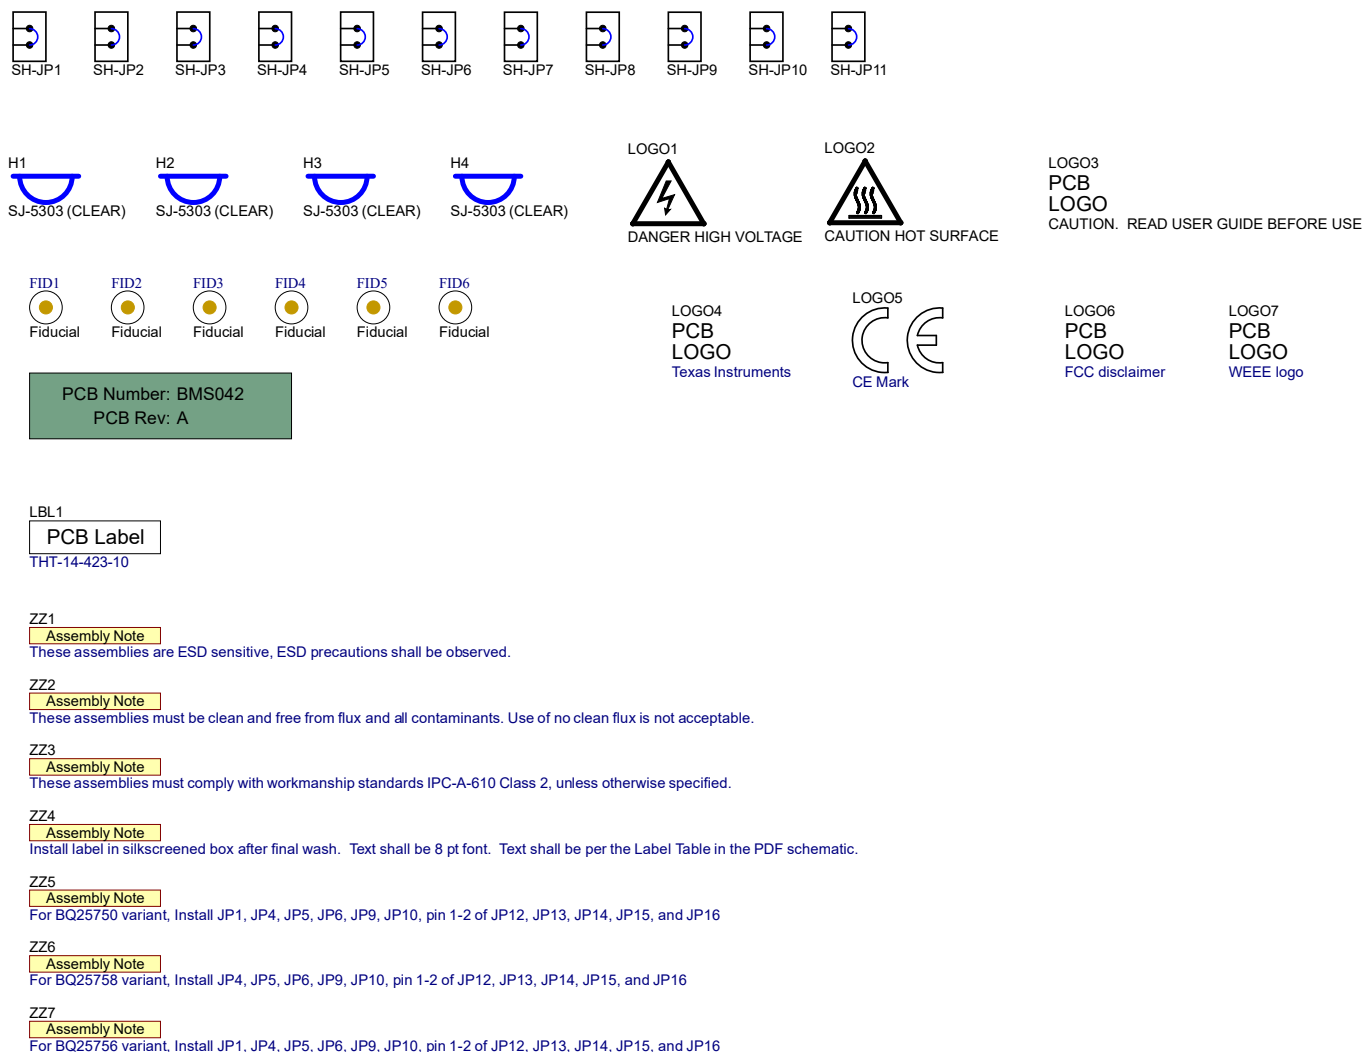 SH-JP1 SH-JP2 SH-JP3 SH-JP4 SH-JP5 SH-JP6 SH-JP7 SH-JP8 SH-JP9 SH-JP10 SH-JP11
LOGO1 LOGO2
H1 H2 H3 H4 LOGO3
PCB
LOGO
SJ-5303 (CLEAR) SJ-5303 (CLEAR) SJ-5303 (CLEAR) SJ-5303 (CLEAR)
CAUTION. READ USER GUIDE BEFORE USE
DANGER HIGH VOLTAGE CAUTION HOT SURFACE
FID1 FID2 FID3 FID4 FID5 FID6
Fiducial Fiducial Fiducial Fiducial Fiducial Fiducial
LOGO4
PCB
LOGO
Texas Instruments
LOGO5
CE
CE Mark
LOGO6
PCB
LOGO
FCC disclaimer
LOGO7
PCB
LOGO
WEEE logo
PCB Number: BMS042
PCB Rev: A
LBL1
PCB Label
THT-14-423-10
ZZ1
Assembly Note
These assemblies are ESD sensitive, ESD precautions shall be observed.
ZZ2
Assembly Note
These assemblies must be clean and free from flux and all contaminants. Use of no clean flux is not acceptable.
ZZ3
Assembly Note
These assemblies must comply with workmanship standards IPC-A-610 Class 2, unless otherwise specified.
ZZ4
Assembly Note
Install label in silkscreened box after final wash. Text shall be 8 pt font. Text shall be per the Label Table in the PDF schematic.
ZZ5
Assembly Note
For BQ25750 variant, Install JP1, JP4, JP5, JP6, JP9, JP10, pin 1-2 of JP12, JP13, JP14, JP15, and JP16
ZZ6
Assembly Note
For BQ25758 variant, Install JP4, JP5, JP6, JP9, JP10, pin 1-2 of JP12, JP13, JP14, JP15, and JP16
ZZ7
Assembly Note
For BQ25756 variant, Install JP1, JP4, JP5, JP6, JP9, JP10, pin 1-2 of JP12, JP13, JP14, JP15, and JP16